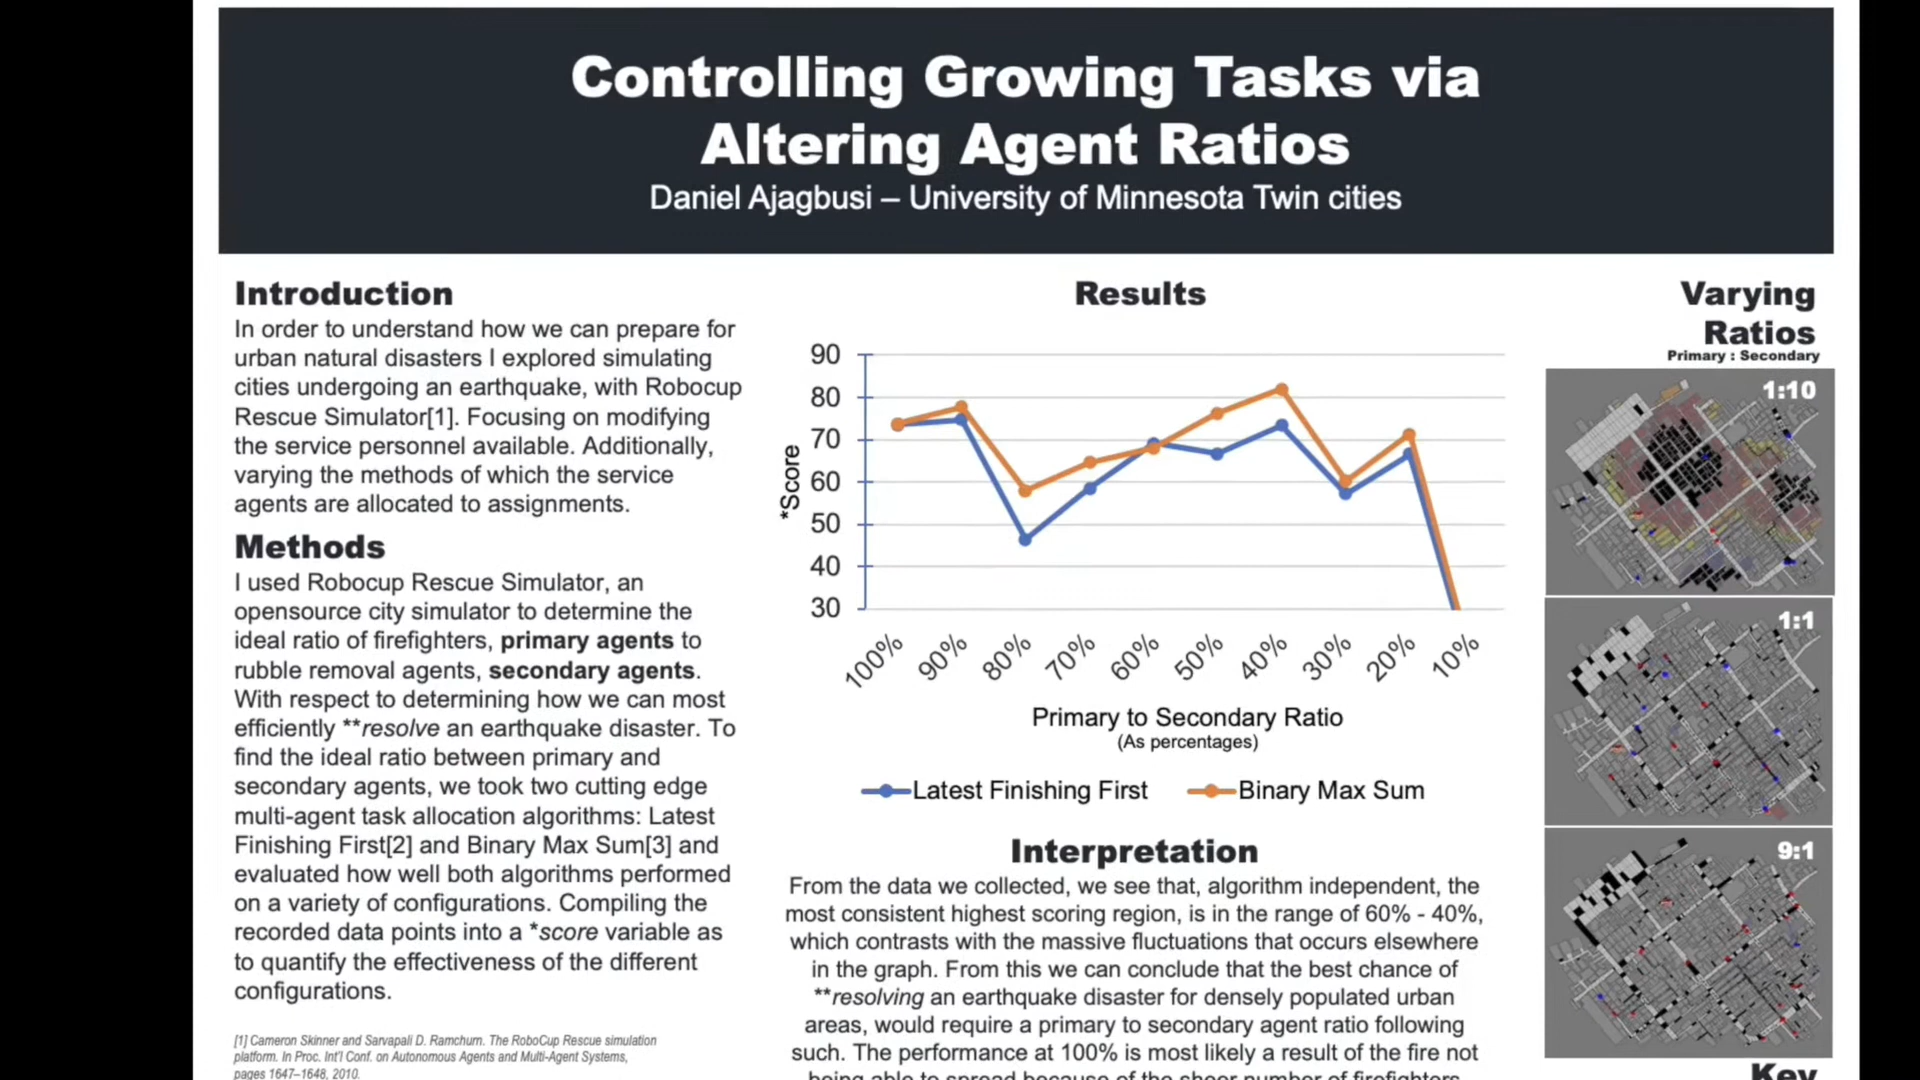 Controlling Growing Tasks via
Altering Agent Ratios
Daniel Ajagbusi – University of Minnesota Twin cities
Introduction
In order to understand how we can prepare for
urban natural disasters I explored simulating
cities undergoing an earthquake, with Robocup
Rescue Simulator[1]. Focusing on modifying
the service personnel available. Additionally,
varying the methods of which the service
agents are allocated to assignments.
Methods
I used Robocup Rescue Simulator, an
opensource city simulator to determine the
ideal ratio of firefighters, primary agents to
rubble removal agents, secondary agents.
With respect to determining how we can most
efficiently **resolve an earthquake disaster. To
find the ideal ratio between primary and
secondary agents, we took two cutting edge
multi-agent task allocation algorithms: Latest
Finishing First[2] and Binary Max Sum[3] and
evaluated how well both algorithms performed
on a variety of configurations. Compiling the
recorded data points into a *score variable as
to quantify the effectiveness of the different
configurations.
[1] Cameron Skinner and Sarvapali D. Ramchurn. The RoboCup Rescue simulation
platform. In Proc. Int'l Conf. on Autonomous Agents and Multi-Agent Systems,
pages 1647–1648, 2010.
Results
90
80
70
60
50
40
30
*Score
100%
90%
80%
70%
60%
50%
40%
30%
20%
10%
Primary to Secondary Ratio
(As percentages)
Latest Finishing First
Binary Max Sum
Interpretation
From the data we collected, we see that, algorithm independent, the
most consistent highest scoring region, is in the range of 60% - 40%,
which contrasts with the massive fluctuations that occurs elsewhere
in the graph. From this we can conclude that the best chance of
**resolving an earthquake disaster for densely populated urban
areas, would require a primary to secondary agent ratio following
such. The performance at 100% is most likely a result of the fire not
being able to spread because of the sheer number of firefighters
Varying
Ratios
Primary : Secondary
1:10
1:1
9:1
Key